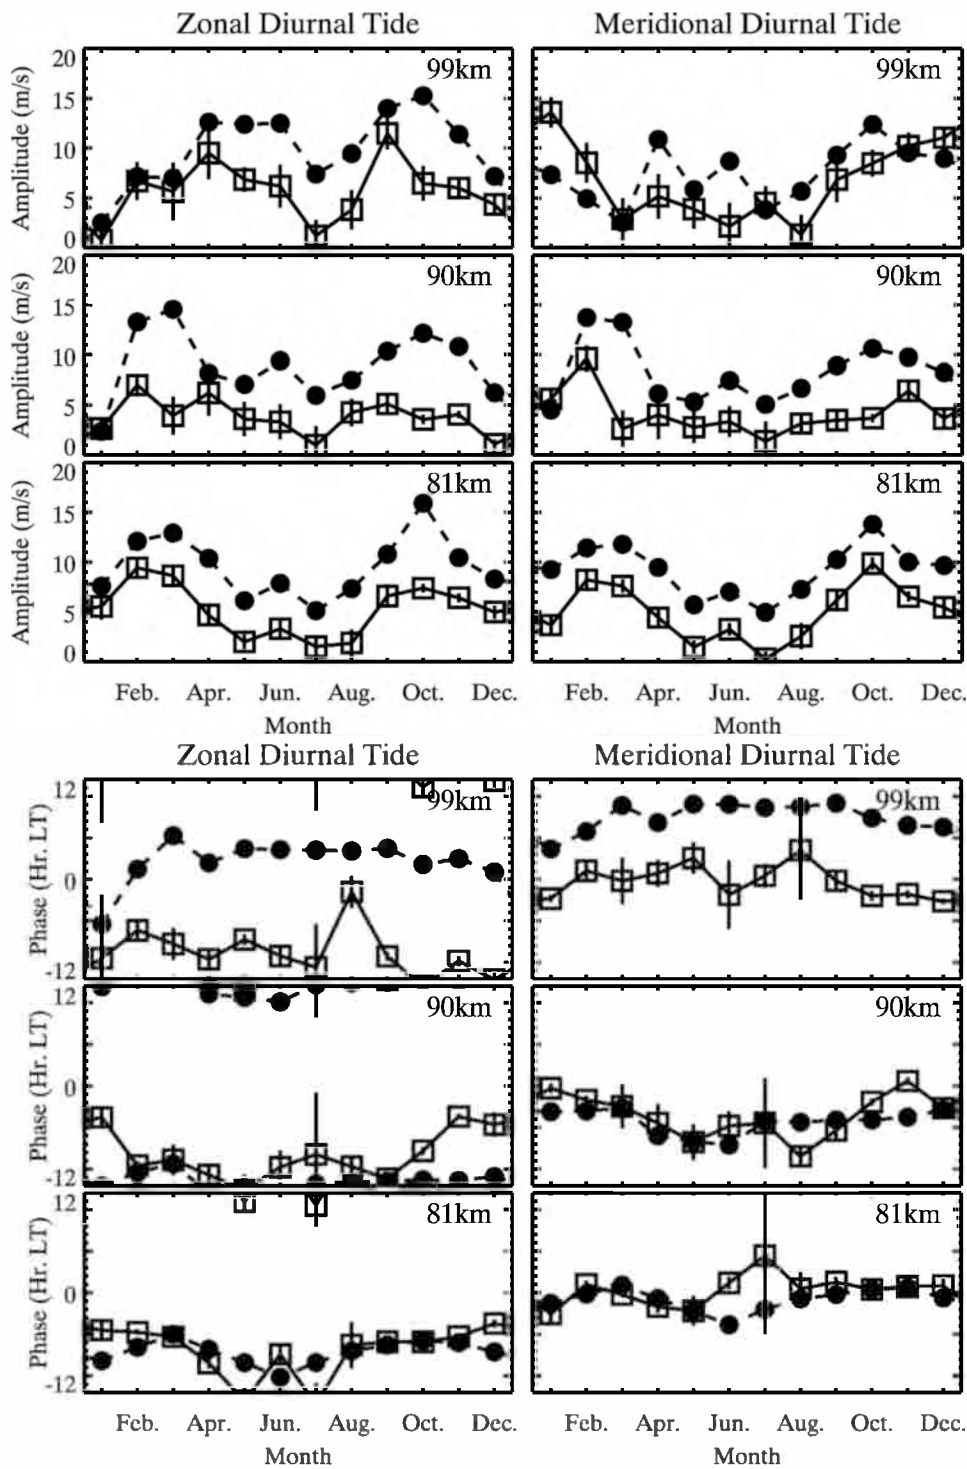 Zonal Diurnal Tide Meridional Diurnal Tide
Amplitude (m/s) 20 15 10 5 0 99km 99km
Amplitude (m/s) 20 15 10 5 0 90km 90km
Amplitude (m/s) 20 15 10 5 0 81km 81km
Feb. Apr. Jun. Aug. Oct. Dec. Feb. Apr. Jun. Aug. Oct. Dec.
Month Month
Zonal Diurnal Tide Meridional Diurnal Tide
Phase (Hr. LT) 12 0 -12 99km 99km
Phase (Hr. LT) 12 0 -12 90km 90km
Phase (Hr. LT) 12 0 -12 81km 81km
Feb. Apr. Jun. Aug. Oct. Dec. Feb. Apr. Jun. Aug. Oct. Dec.
Month Month